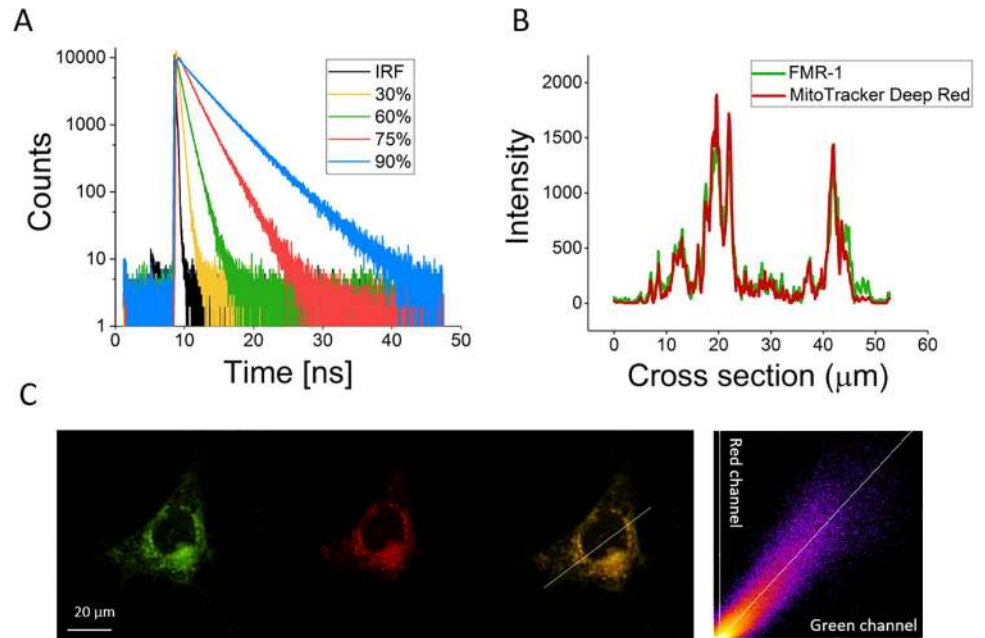 A
10000
1000
100
10
1
Counts
0
10
20
30
40
50
Time [ns]
IRF
30%
60%
75%
90%
B
2000
1500
1000
500
0
Intensity
0
10
20
30
40
50
60
Cross section (μm)
FMR-1
MitoTracker Deep Red
C
20 μm
Red channel
Green channel